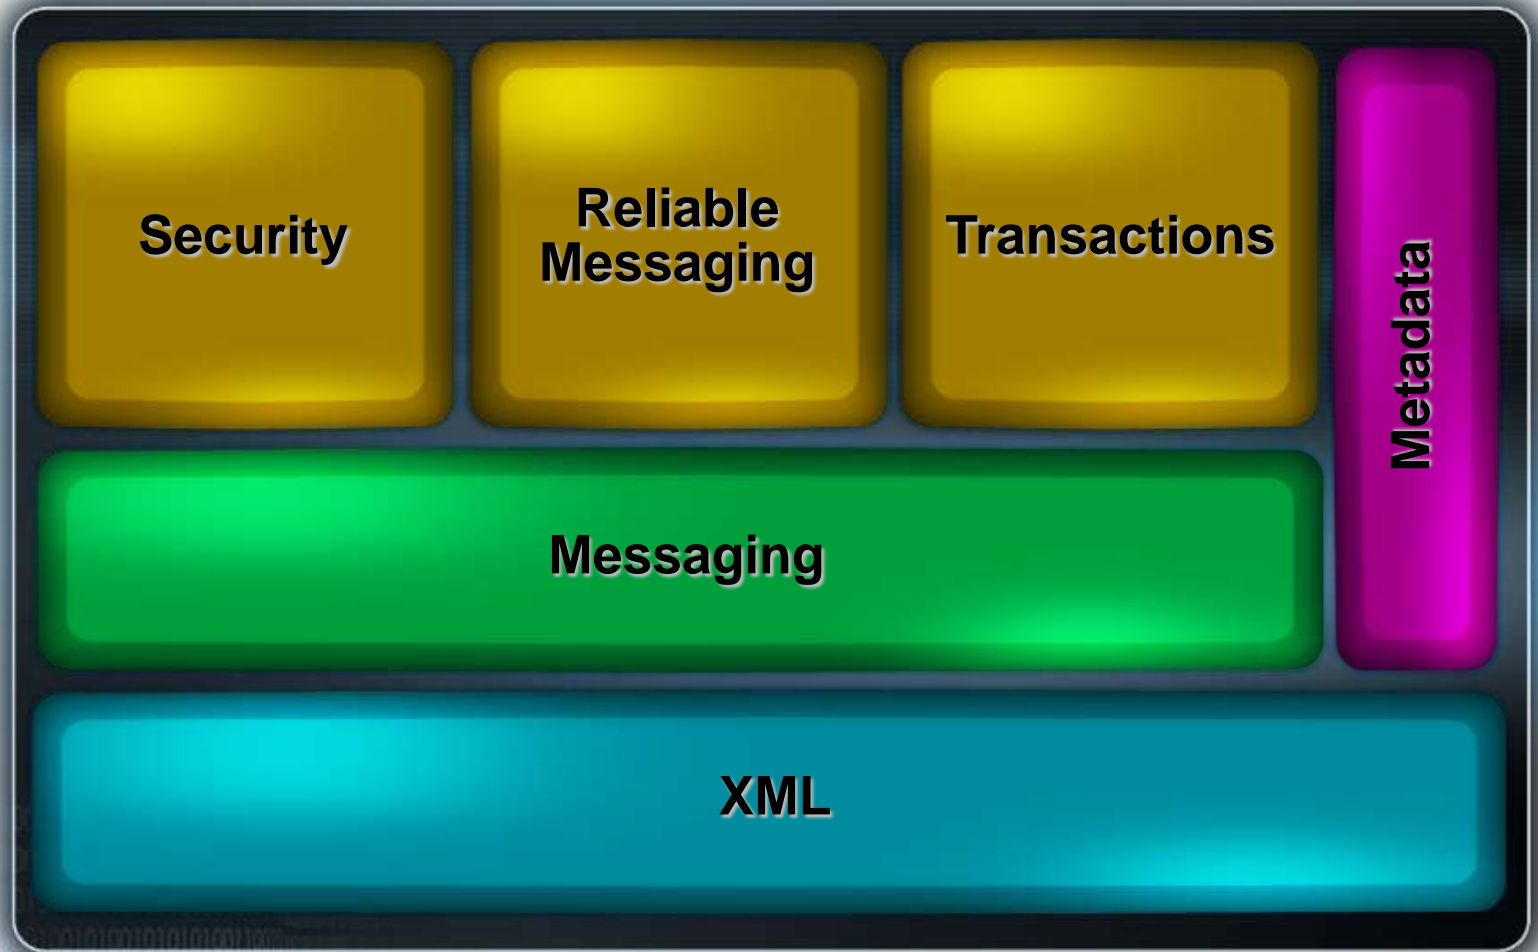 Security
Reliable
Messaging
Transactions
Metadata
Messaging
XML